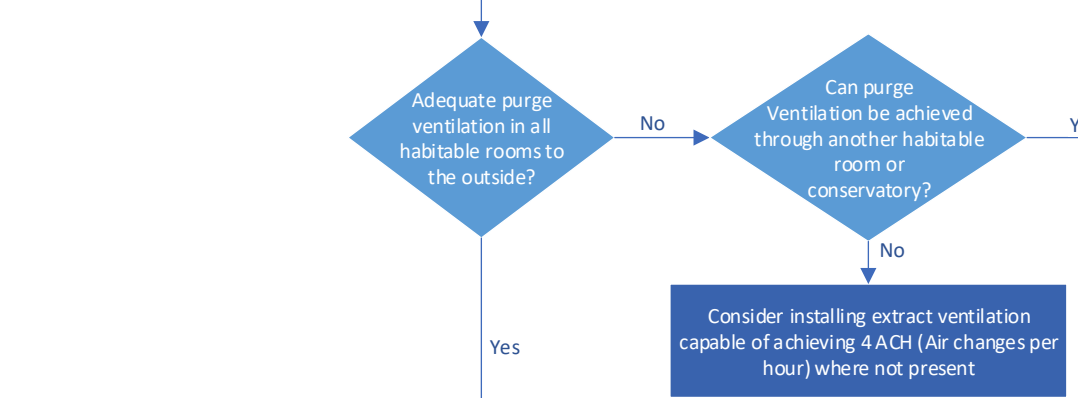 Adequate purge
ventilation in all
habitable rooms to
the outside?
No
Can purge
Ventilation be achieved
through another habitable
room or
conservatory?
No
Consider installing extract ventilation
capable of achieving 4 ACH (Air changes per
hour) where not present
Yes